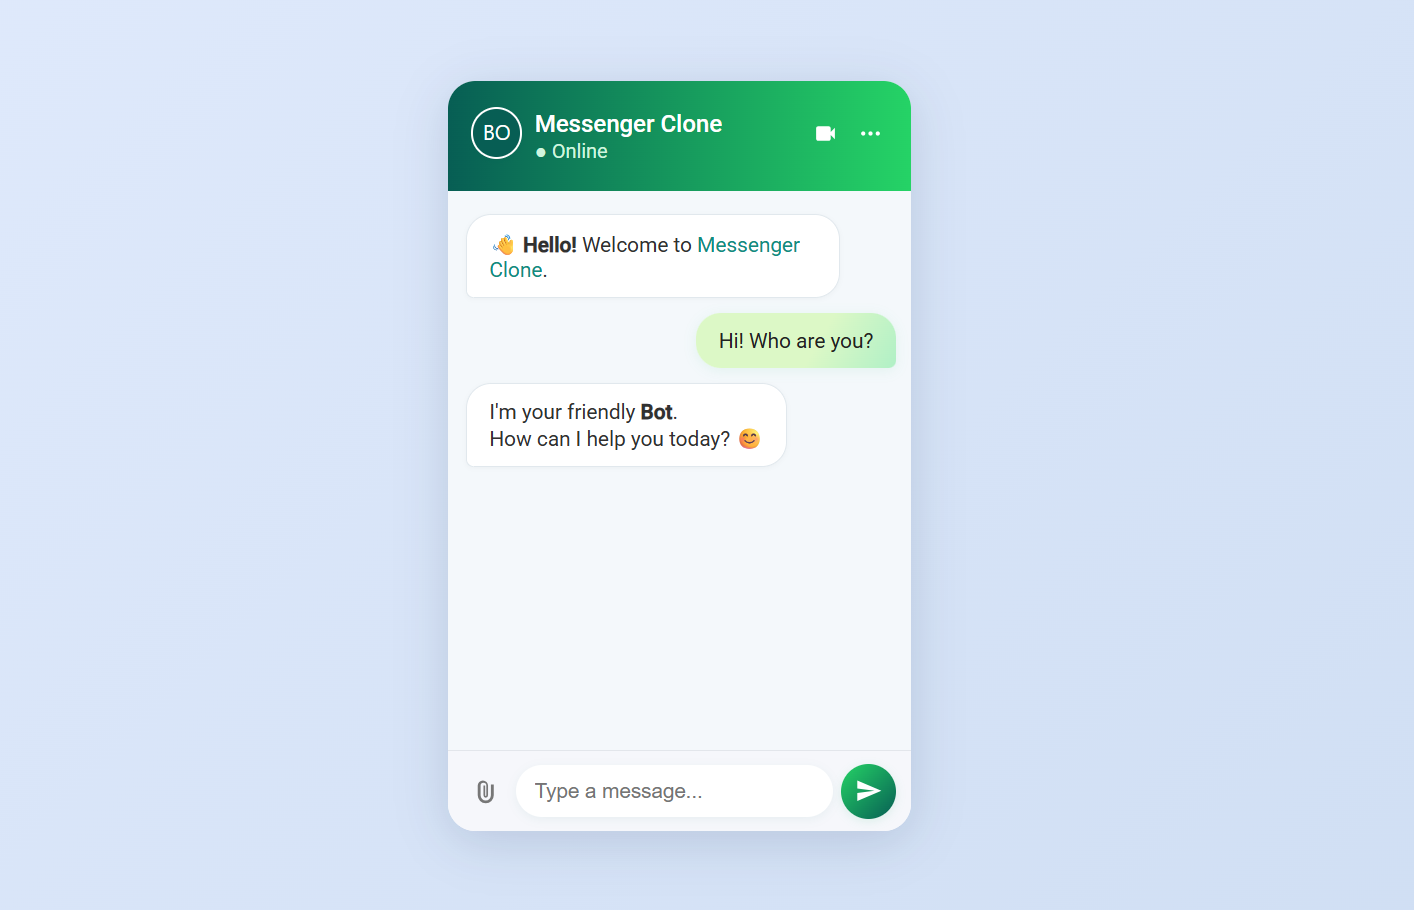 BO
Messenger Clone
● Online
👋 Hello! Welcome to Messenger
Clone.
Hi! Who are you?
I'm your friendly Bot.
How can I help you today? 😊
Type a message...